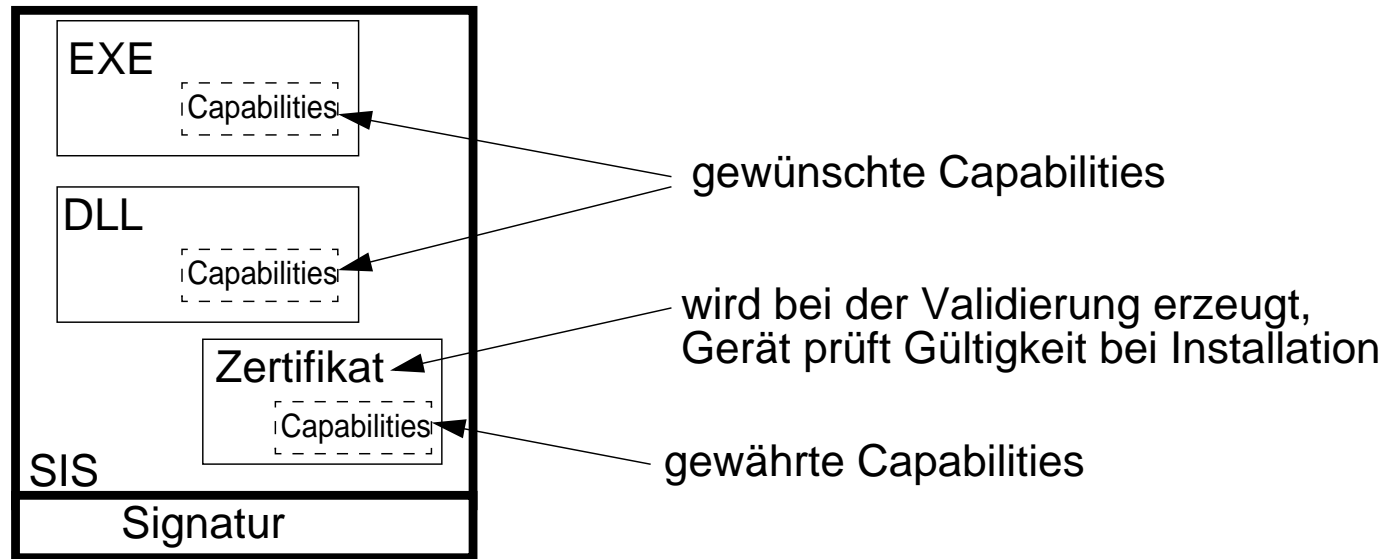 EXE
Capabilities
gewünschte Capabilities
DLL
Capabilities
wird bei der Validierung erzeugt,
Gerät prüft Gültigkeit bei Installation
Zertifikat
Capabilities
gewährte Capabilities
SIS
Signatur